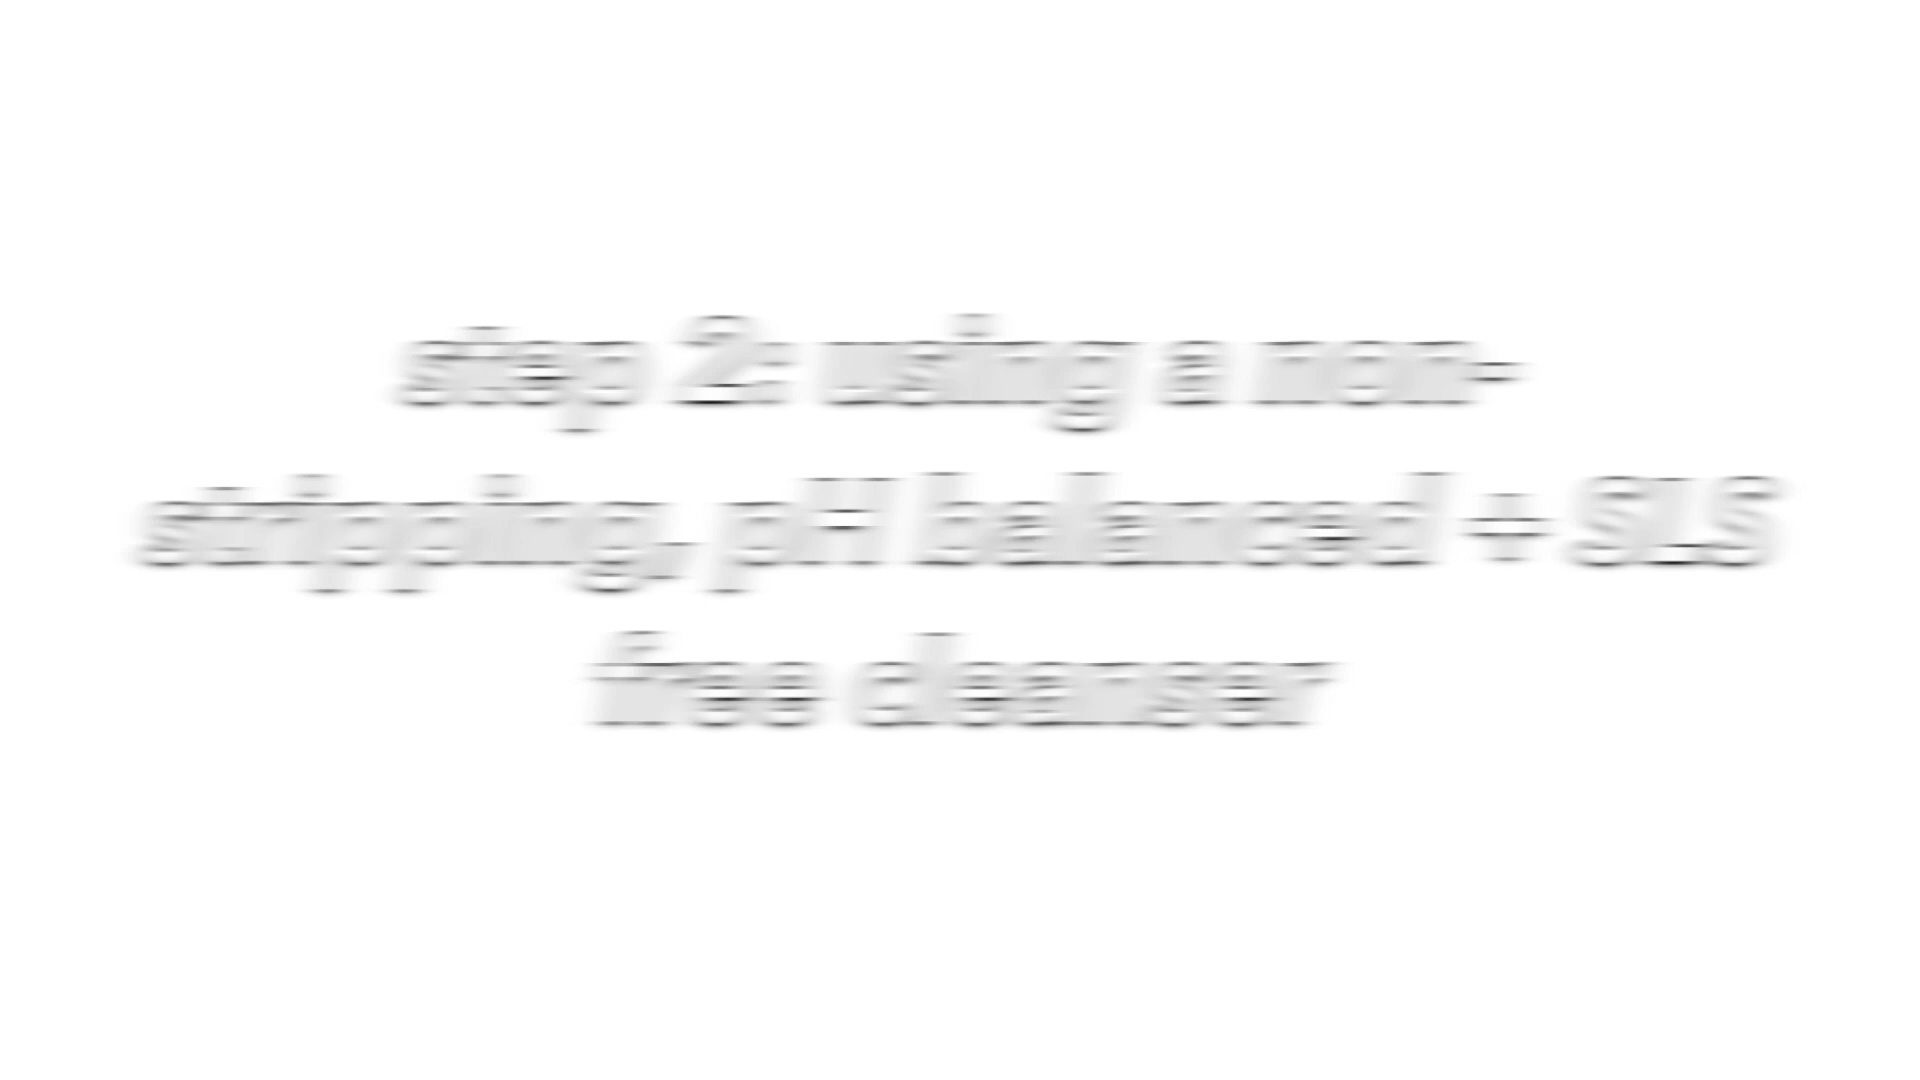 step 2: using a non-
stripping, pH balanced + SLS
free cleanser